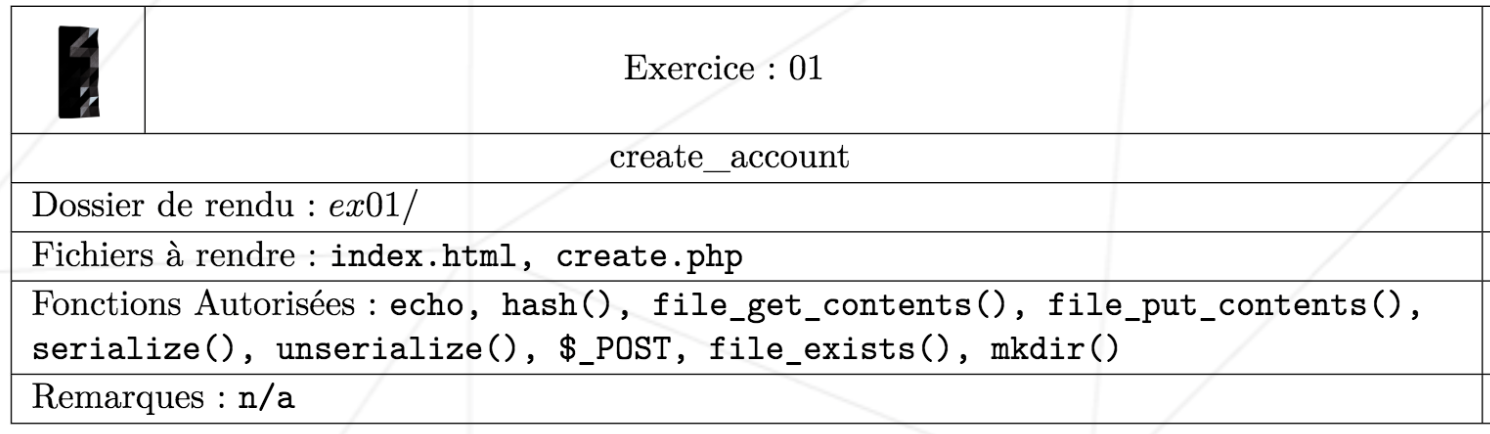 Exercice : 01
create_account
Dossier de rendu : ex01/
Fichiers à rendre : index.html, create.php
Fonctions Autorisées : echo, hash(), file_get_contents(), file_put_contents(),
serialize(), unserialize(), $_POST, file_exists(), mkdir()
Remarques : n/a